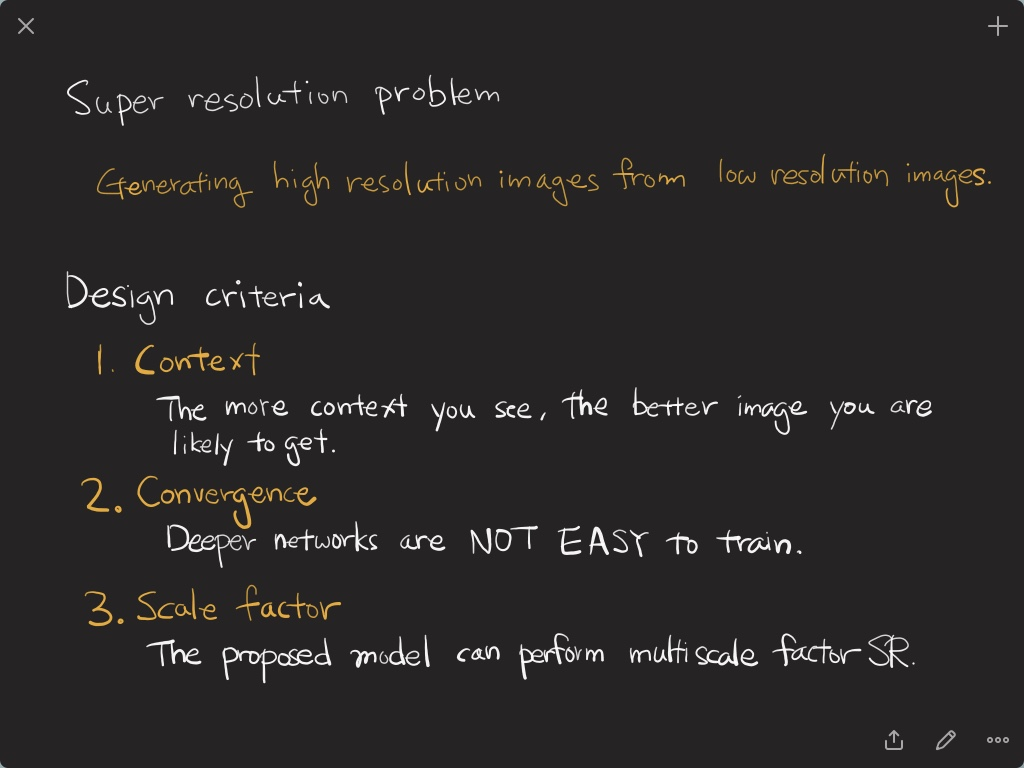 Super resolution problem
Generating high resolution images from low resolution images.
Design criteria
1. Context
The more context you see, the better image you are
likely to get.
2. Convergence
Deeper networks are NOT EASY to train.
3. Scale factor
The proposed model can perform multiscale factor SR.